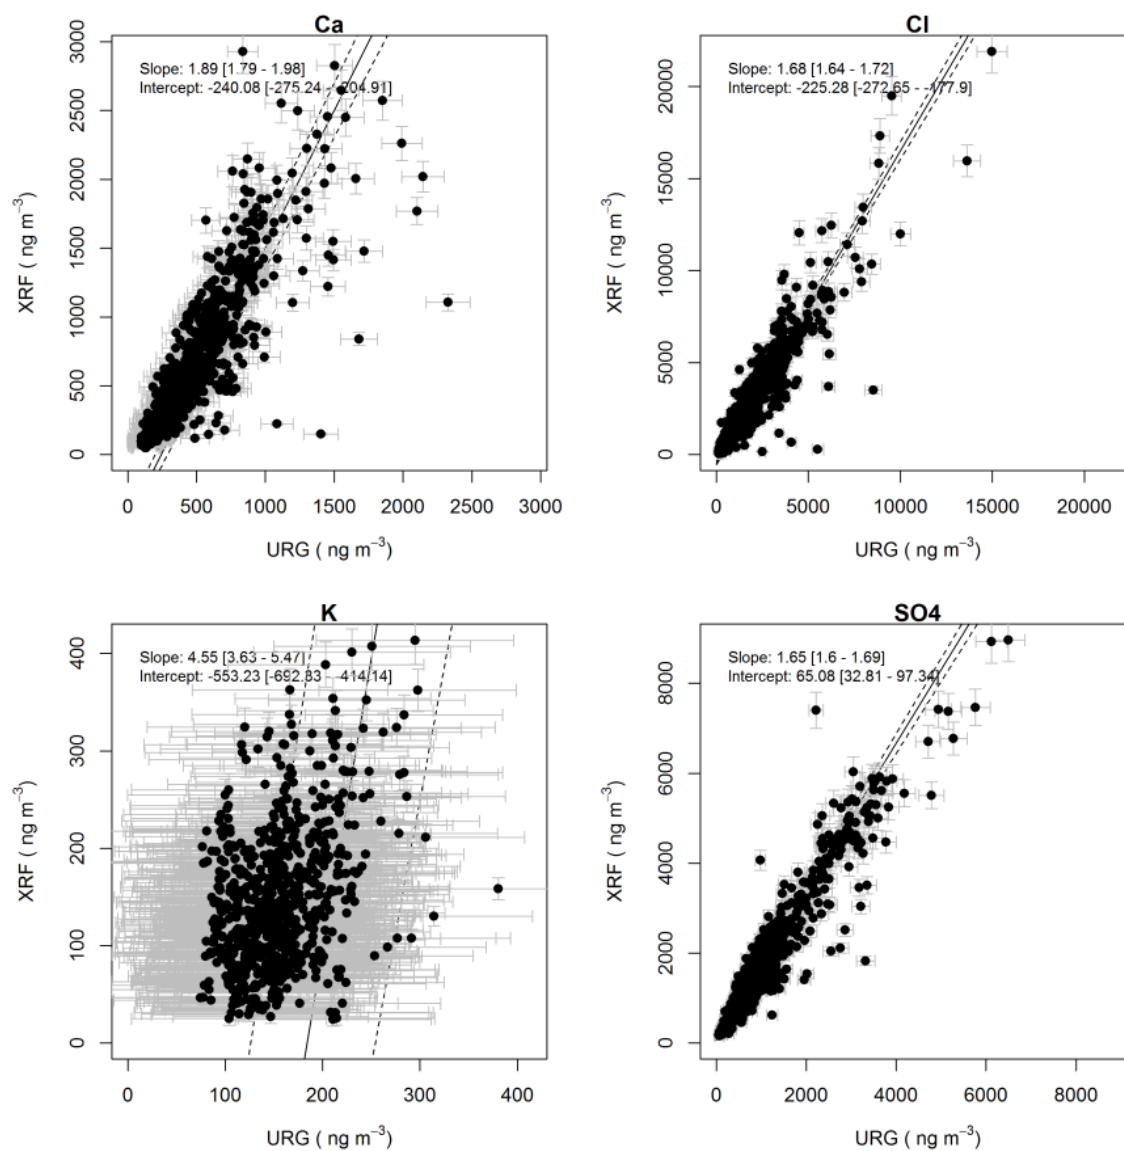 Ca
Slope: 1.89 [1.79 - 1.98]
Intercept: -240.08 [-275.24 - -204.91]
XRF ( ng m⁻³)
0 500 1000 1500 2000 2500 3000
0 500 1000 1500 2000 2500 3000
URG ( ng m⁻³)
Cl
Slope: 1.68 [1.64 - 1.72]
Intercept: -225.28 [-272.65 - -177.9]
XRF ( ng m⁻³)
0 5000 10000 15000 20000
0 5000 10000 15000 20000
URG ( ng m⁻³)
K
Slope: 4.55 [3.63 - 5.47]
Intercept: -553.23 [-692.33 - -414.14]
XRF ( ng m⁻³)
0 100 200 300 400
0 100 200 300 400
URG ( ng m⁻³)
SO4
Slope: 1.65 [1.6 - 1.69]
Intercept: 65.08 [32.81 - 97.34]
XRF ( ng m⁻³)
0 2000 4000 6000 8000
0 2000 4000 6000 8000
URG ( ng m⁻³)